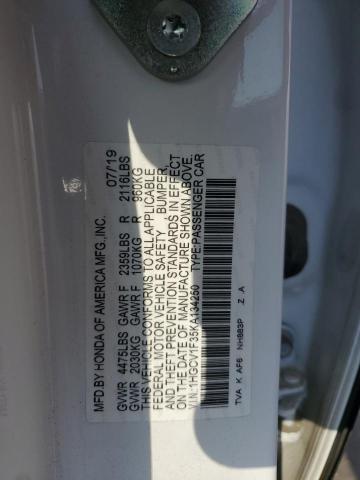 MFD.BY HONDA OF AMERICA MFG.,INC. 07/19
GVWR 4475LBS GAWR F 2359LBS R 2116LBS
GVWR 2030KG GAWR F 1070KG R 960KG
THIS VEHICLE CONFORMS TO ALL APPLICABLE
FEDERAL MOTOR VEHICLE SAFETY, BUMPER,
AND THEFT PREVENTION STANDARDS IN EFFECT
ON THE DATE OF MANUFACTURE SHOWN ABOVE.
V.I.N: 1HGCV1F35KA134260 TYPE:PASSENGER CAR
TVA K AF6 NH883P Z A